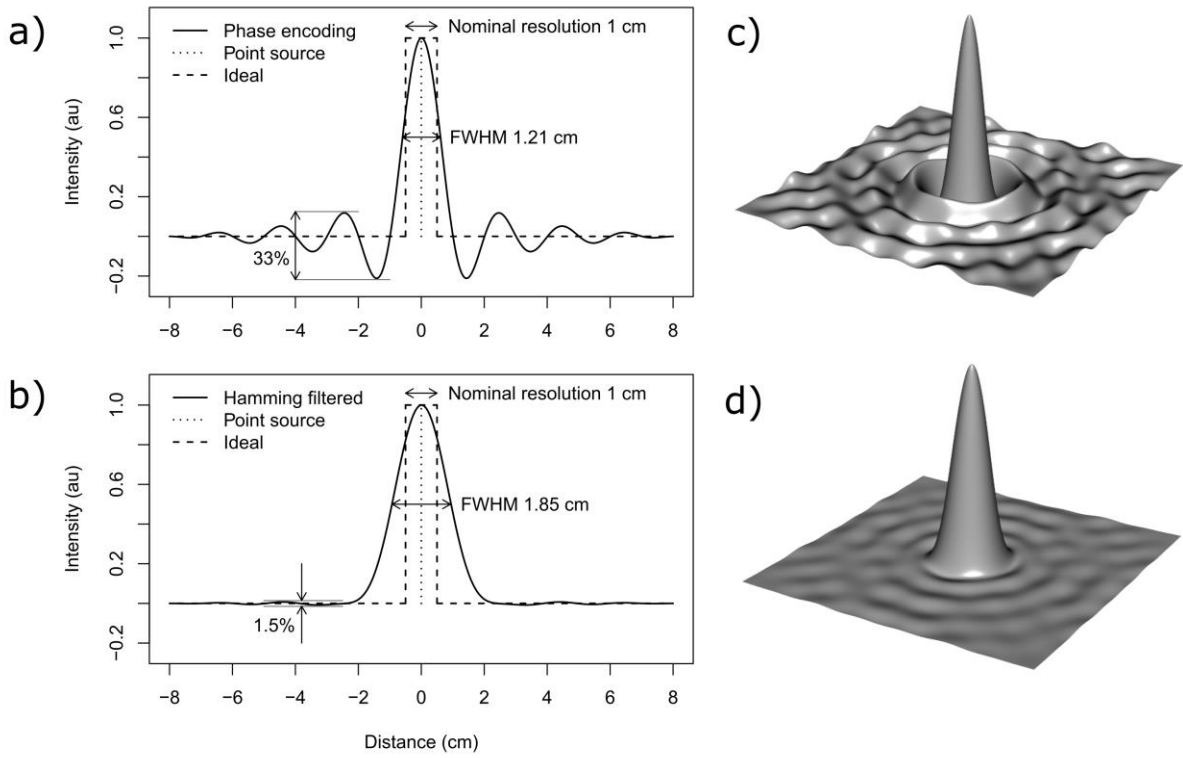 a)
Phase encoding
Point source
Ideal
Nominal resolution 1 cm
FWHM 1.21 cm
33%
Intensity (au)
1.0
0.6
0.2
−0.2
−8 −6 −4 −2 0 2 4 6 8
b)
Hamming filtered
Point source
Ideal
Nominal resolution 1 cm
FWHM 1.85 cm
1.5%
Intensity (au)
1.0
0.6
0.2
−0.2
−8 −6 −4 −2 0 2 4 6 8
Distance (cm)
c)
d)